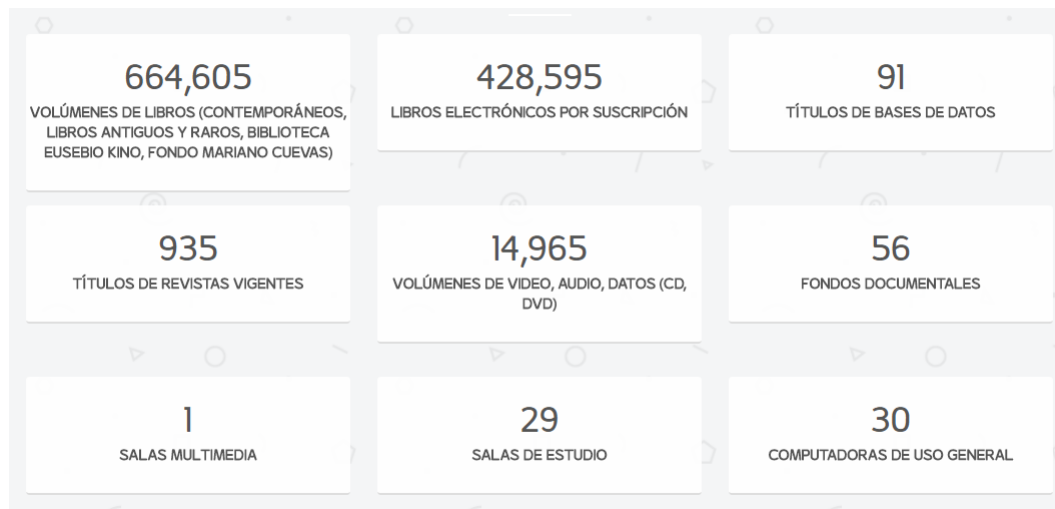 664,605
VOLÚMENES DE LIBROS (CONTEMPORÁNEOS,
LIBROS ANTIGUOS Y RAROS, BIBLIOTECA
EUSEBIO KINO, FONDO MARIANO CUEVAS)
428,595
LIBROS ELECTRÓNICOS POR SUSCRIPCIÓN
91
TÍTULOS DE BASES DE DATOS
935
TÍTULOS DE REVISTAS VIGENTES
14,965
VOLÚMENES DE VIDEO, AUDIO, DATOS (CD,
DVD)
56
FONDOS DOCUMENTALES
1
SALAS MULTIMEDIA
29
SALAS DE ESTUDIO
30
COMPUTADORAS DE USO GENERAL